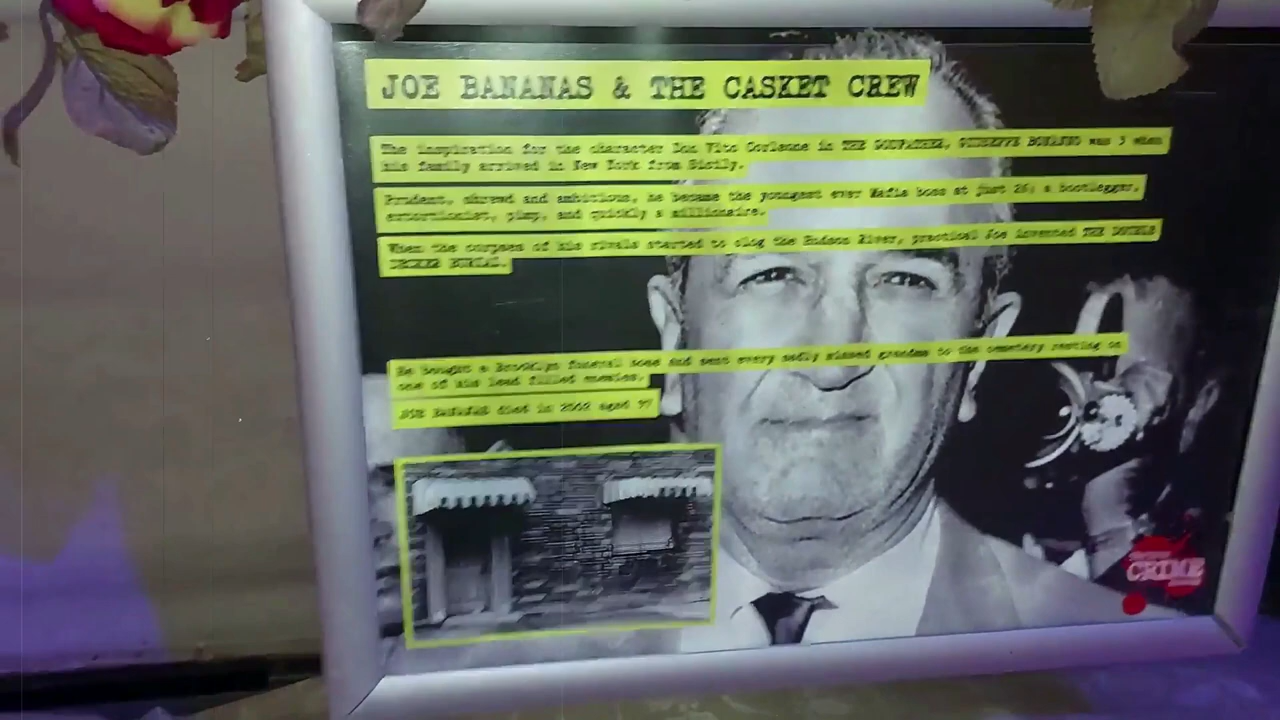 JOE BANANAS & THE CASKET CREW
The inspiration for the character Don Vito Corleone in THE GODFATHER, GIUSEPPE BONANNO was 3 when
his family arrived in New York from Sicily.
Prudent, shrewd and ambitious, he became the youngest ever Mafia boss at just 26; a bootlegger,
extortionist, pimp, and quickly a millionaire.
When the corpses of his rivals started to clog the Hudson River, practical Joe invented THE DOUBLE
DECKER BURIAL.
He bought a Brooklyn funeral home and sent every sadly missed grandma to the cemetery resting on
one of his lead filled enemies.
JOE BANANAS died in 2002 aged 97
CRIME